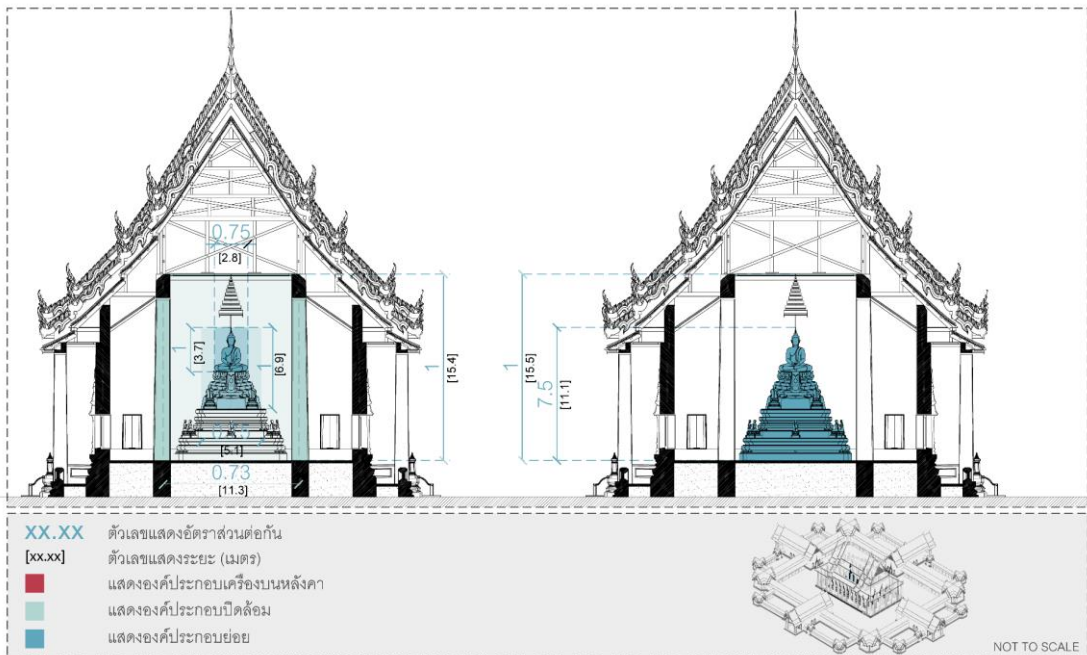 0.75
[2.8]
1
[3.7]
1
[6.9]
[5.1]
0.73
[11.3]
1
[15.4]
1
[15.5]
7.5
[11.1]
XX.XX ตัวเลขแสดงอัตราส่วนต่อกัน
[xx.xx] ตัวเลขแสดงระยะ (เมตร)
แสดงองค์ประกอบเครื่องบนหลังคา
แสดงองค์ประกอบปิดล้อม
แสดงองค์ประกอบย่อย
NOT TO SCALE